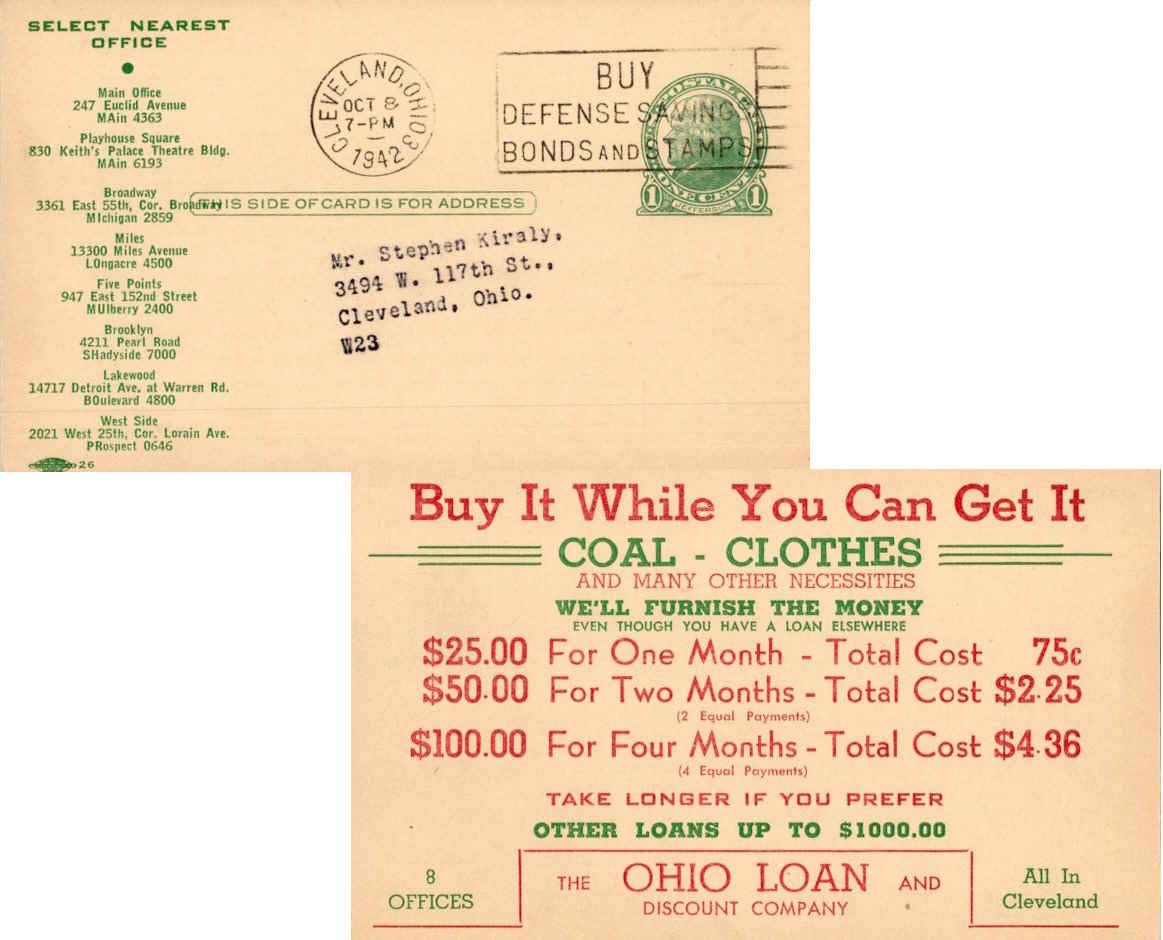 SELECT NEAREST
OFFICE
Main Office
247 Euclid Avenue
MAin 4363
Playhouse Square
830 Keith's Palace Theatre Bldg.
MAin 6193
Broadway
3361 East 55th, Cor. Broadway
MIchigan 2859
Miles
13300 Miles Avenue
LOngacre 4500
Five Points
947 East 152nd Street
MUlberry 2400
Brooklyn
4211 Pearl Road
SHadyside 7000
Lakewood
14717 Detroit Ave. at Warren Rd.
BOulevard 4800
West Side
2021 West 25th, Cor. Lorain Ave.
PRospect 0646
26
CLEVELAND, OHIO 3
OCT 8
7-PM
1942
BUY
DEFENSE SAVING
BONDS AND STAMPS
POSTAL
1 ONE CENT 1
JEFFERSON
THIS SIDE OF CARD IS FOR ADDRESS
Mr. Stephen Kiraly,
3494 W. 117th St.,
Cleveland, Ohio.
W23
Buy It While You Can Get It
COAL - CLOTHES
AND MANY OTHER NECESSITIES
WE'LL FURNISH THE MONEY
EVEN THOUGH YOU HAVE A LOAN ELSEWHERE
$25.00 For One Month - Total Cost 75c
$50.00 For Two Months - Total Cost $2.25
(2 Equal Payments)
$100.00 For Four Months - Total Cost $4.36
(4 Equal Payments)
TAKE LONGER IF YOU PREFER
OTHER LOANS UP TO $1000.00
8
OFFICES
THE OHIO LOAN AND
DISCOUNT COMPANY
All In
Cleveland